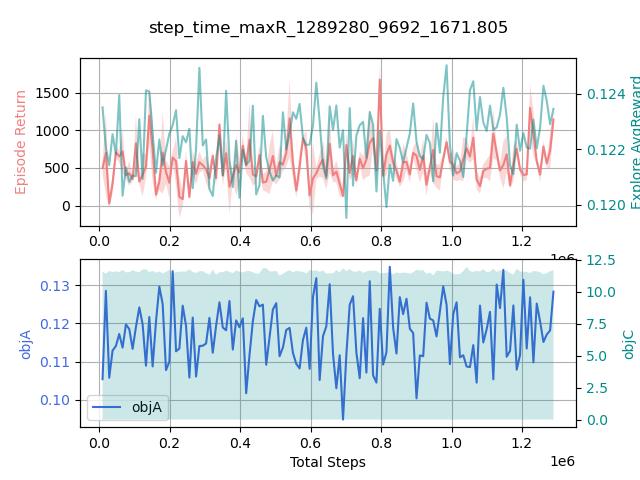 step_time_maxR_1289280_9692_1671.805
1500
1000
500
0
Episode Return
0.124
0.122
0.120
Explore AvgReward
0.0 0.2 0.4 0.6 0.8 1.0 1.2
1e6
0.13
0.12
0.11
0.10
objA
12.5
10.0
7.5
5.0
2.5
0.0
objC
objA
0.0 0.2 0.4 0.6 0.8 1.0 1.2
Total Steps
1e6